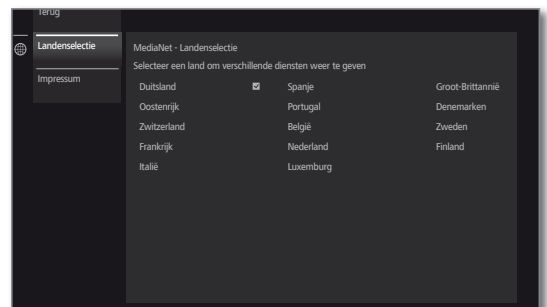 Terug
Landenselectie
Impressum
MediaNet - Landenselectie
Selecteer een land om verschillende diensten weer te geven
Duitsland Spanje Groot-Brittannië
Oostenrijk Portugal Denemarken
Zwitzerland België Zweden
Frankrijk Nederland Finland
Italië Luxemburg